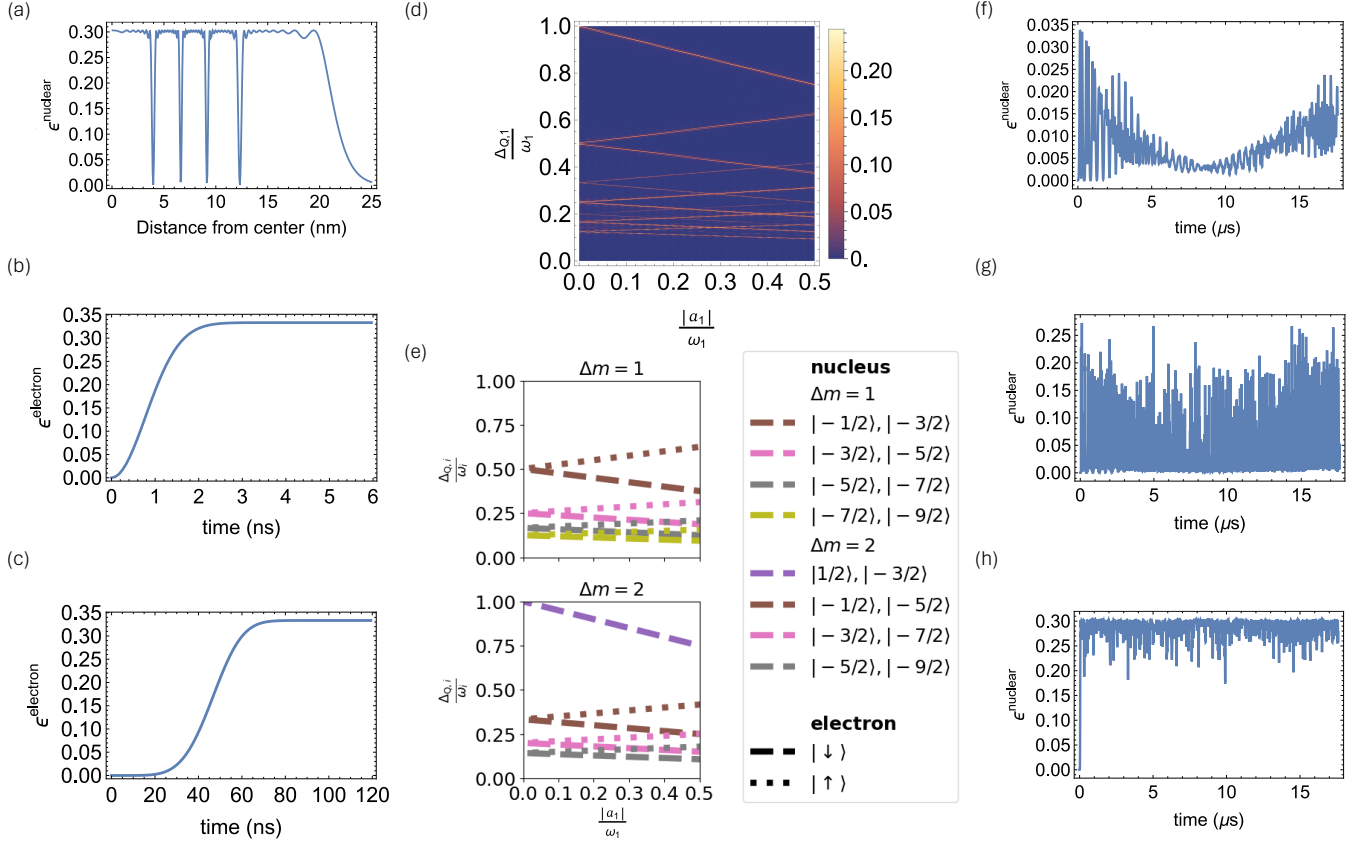 (a)
0.30
0.25
0.20
0.15
0.10
0.05
0.00
ϵ^nuclear
0 5 10 15 20 25
Distance from center (nm)
(b)
0.35
0.30
0.25
0.20
0.15
0.10
0.05
0.00
ϵ^electron
0 1 2 3 4 5 6
time (ns)
(c)
0.35
0.30
0.25
0.20
0.15
0.10
0.05
0.00
ϵ^electron
0 20 40 60 80 100 120
time (ns)
(d)
1.0
0.8
0.6
0.4
0.2
0.0
Δ_Q,1/ω_1
0.0 0.1 0.2 0.3 0.4 0.5
|a_1|/ω_1
0.20
0.15
0.10
0.05
0.
(e)
Δm = 1
1.00
0.75
0.50
0.25
0.00
Δ_Q,i/ω_i
Δm = 2
1.00
0.75
0.50
0.25
0.00
Δ_Q,i/ω_i
0.0 0.1 0.2 0.3 0.4 0.5
|a_1|/ω_1
nucleus
Δm = 1
|−1/2⟩, |−3/2⟩
|−3/2⟩, |−5/2⟩
|−5/2⟩, |−7/2⟩
|−7/2⟩, |−9/2⟩
Δm = 2
|1/2⟩, |−3/2⟩
|−1/2⟩, |−5/2⟩
|−3/2⟩, |−7/2⟩
|−5/2⟩, |−9/2⟩
electron
|↓⟩
|↑⟩
(f)
0.035
0.030
0.025
0.020
0.015
0.010
0.005
0.000
ϵ^nuclear
0 5 10 15
time (μs)
(g)
0.25
0.20
0.15
0.10
0.05
0.00
ϵ^nuclear
0 5 10 15
time (μs)
(h)
0.30
0.25
0.20
0.15
0.10
0.05
0.00
ϵ^nuclear
0 5 10 15
time (μs)